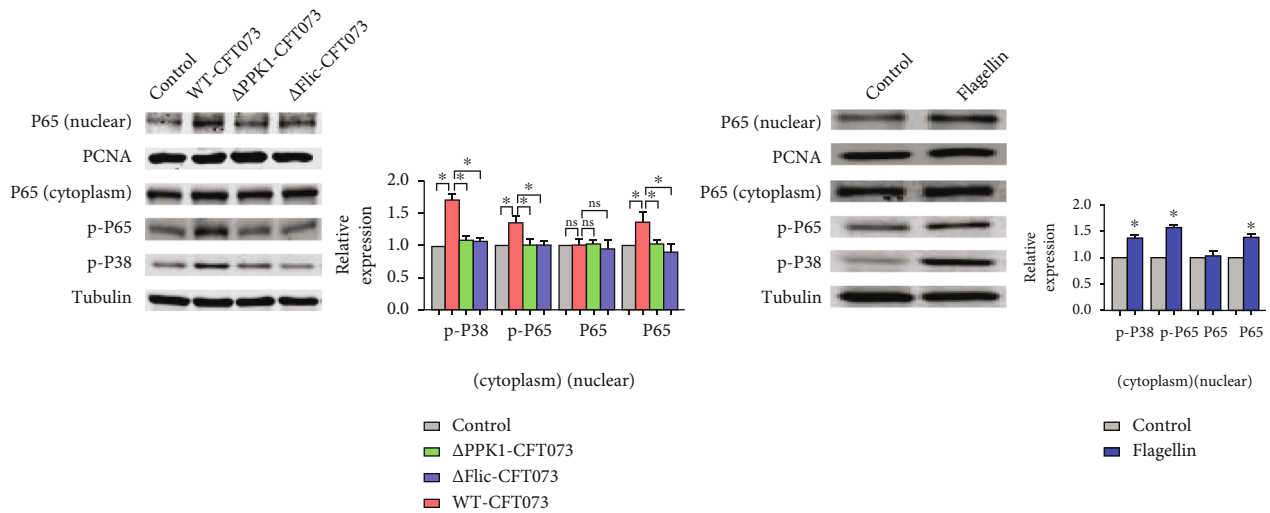 Control
WT-CFT073
ΔPPK1-CFT073
ΔFlic-CFT073
P65 (nuclear)
PCNA
P65 (cytoplasm)
p-P65
p-P38
Tubulin
Relative expression
2.0
1.5
1.0
0.5
0.0
* * *
* * *
ns ns ns
* * *
p-P38 p-P65 P65 P65
(cytoplasm) (nuclear)
Control
ΔPPK1-CFT073
ΔFlic-CFT073
WT-CFT073
Control
Flagellin
P65 (nuclear)
PCNA
P65 (cytoplasm)
p-P65
p-P38
Tubulin
Relative expression
2.0
1.5
1.0
0.5
0.0
* * *
p-P38 p-P65 P65 P65
(cytoplasm)(nuclear)
Control
Flagellin